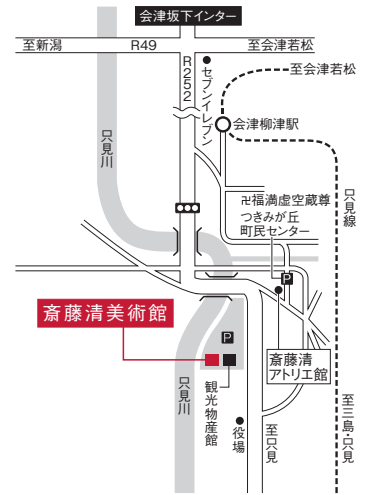 会津坂下インター
至新潟
R49
至会津若松
R252
セブンイレブン
至会津若松
会津柳津駅
只見川
卍福満虚空蔵尊
つきみが丘
町民センター
只見線
P
斎藤清美術館
P
斎藤清
アトリエ館
只見川
観光物産館
役場
至只見
至三島・只見